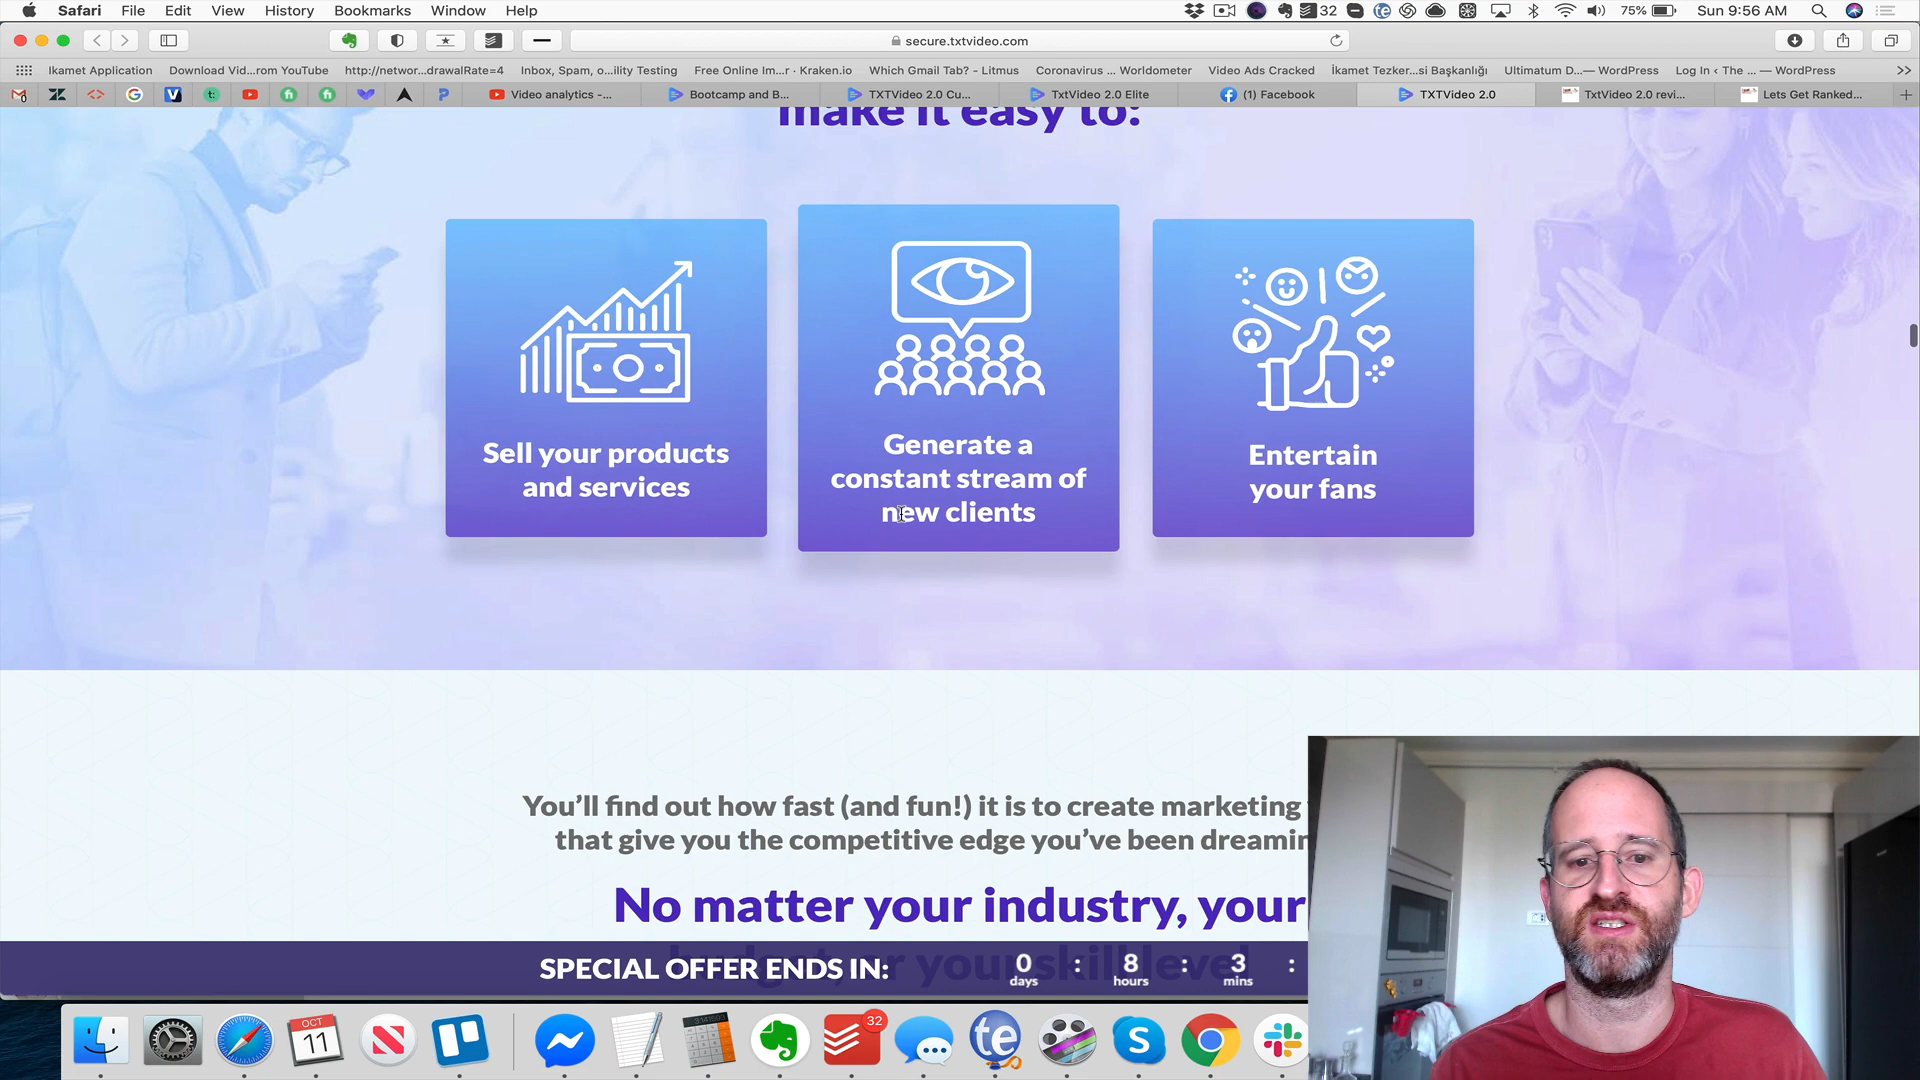 Safari File Edit View History Bookmarks Window Help 32 75% Sun 9:56 AM
secure.txtvideo.com
Ikamet Application Download Vid...rom YouTube http://networ...drawalRate=4 Inbox, Spam, o...ility Testing Free Online Im...r · Kraken.io Which Gmail Tab? - Litmus Coronavirus ... Worldometer Video Ads Cracked İkamet Tezker...si Başkanlığı Ultimatum D...— WordPress Log In ‹ The ... — WordPress
Video analytics -... Bootcamp and B... TXTVideo 2.0 Cu... TxtVideo 2.0 Elite (1) Facebook TXTVideo 2.0 TxtVideo 2.0 revi... Lets Get Ranked...
make it easy to:
Sell your products
and services
Generate a
constant stream of
new clients
Entertain
your fans
You'll find out how fast (and fun!) it is to create marketing
that give you the competitive edge you've been dreamin
No matter your industry, your
your skill level
SPECIAL OFFER ENDS IN: 0 : 8 : 3 :
days hours mins
OCT
11
32